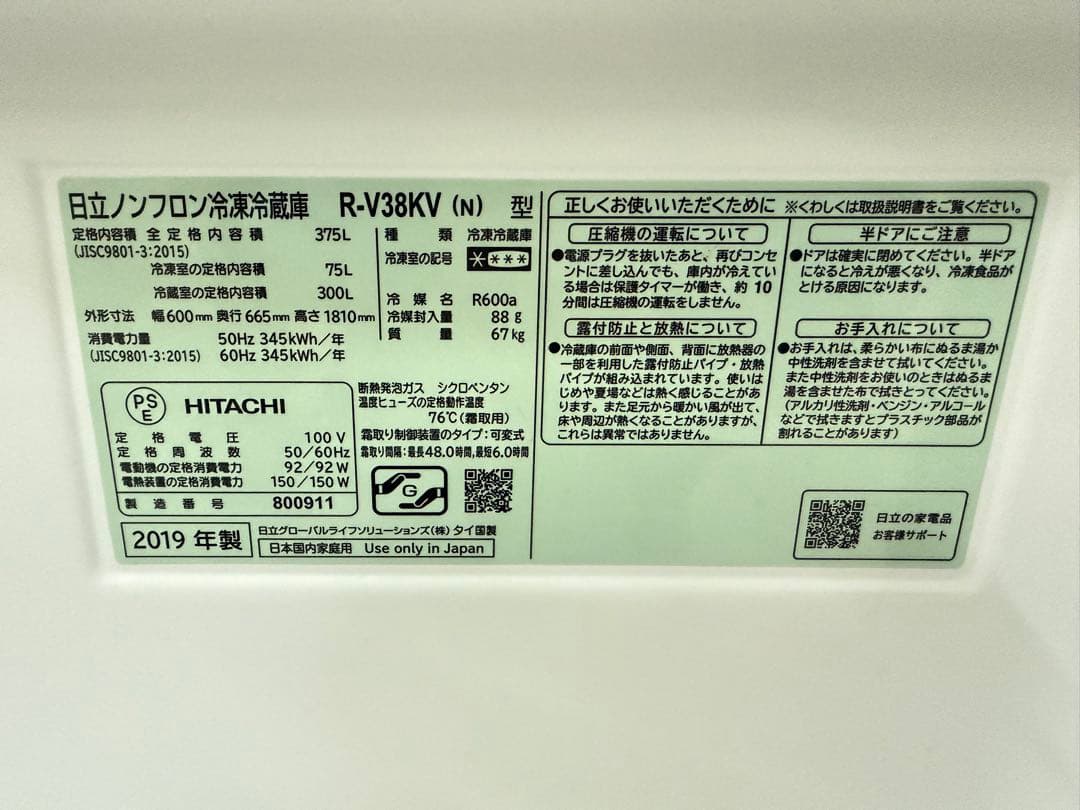 日立ノンフロン冷凍冷蔵庫 R-V38KV (N) 型
定格内容積 全定格内容積 375L
(JISC9801-3:2015)
冷凍室の定格内容積 75L
冷蔵室の定格内容積 300L
外形寸法 幅600mm 奥行665mm 高さ1810mm
消費電力量 50Hz 345kWh/年
(JISC9801-3:2015) 60Hz 345kWh/年
種類 冷凍冷蔵庫
冷凍室の記号 ****
冷媒名 R600a
冷媒封入量 88g
質量 67kg
PS
E
HITACHI
定格電圧 100V
定格周波数 50/60Hz
電動機の定格消費電力 92/92W
電熱装置の定格消費電力 150/150W
製造番号 800911
断熱発泡ガス シクロペンタン
温度ヒューズの定格動作温度
76℃(霜取用)
霜取り制御装置のタイプ:可変式
霜取り間隔:最長48.0時間,最短6.0時間
G
2019年製
日立グローバルライフソリューションズ(株) タイ国製
日本国内家庭用 Use only in Japan
正しくお使いいただくために ※くわしくは取扱説明書をご覧ください。
圧縮機の運転について
●電源プラグを抜いたあと、再びコンセ
ントに差し込んでも、庫内が冷えてい
る場合は保護タイマーが働き、約10
分間は圧縮機の運転をしません。
露付防止と放熱について
●冷蔵庫の前面や側面、背面に放熱器の
一部を利用した露付防止パイプ・放熱
パイプが組み込まれています。使いは
じめや夏場などは熱く感じることがあ
ります。また足元から暖かい風が出て、
床や周辺が熱くなることがありますが、
これらは異常ではありません。
半ドアにご注意
●ドアは確実に閉めてください。半ドア
になると冷えが悪くなり、冷凍食品が
とける原因になります。
お手入れについて
●お手入れは、柔らかい布にぬるま湯か
中性洗剤を含ませて拭いてください。
また中性洗剤をお使いのときはぬるま
湯を含ませた布で拭きとってください。
(アルカリ性洗剤・ベンジン・アルコール
などで拭きますとプラスチック部品が
割れることがあります)
日立の家電品
お客様サポート